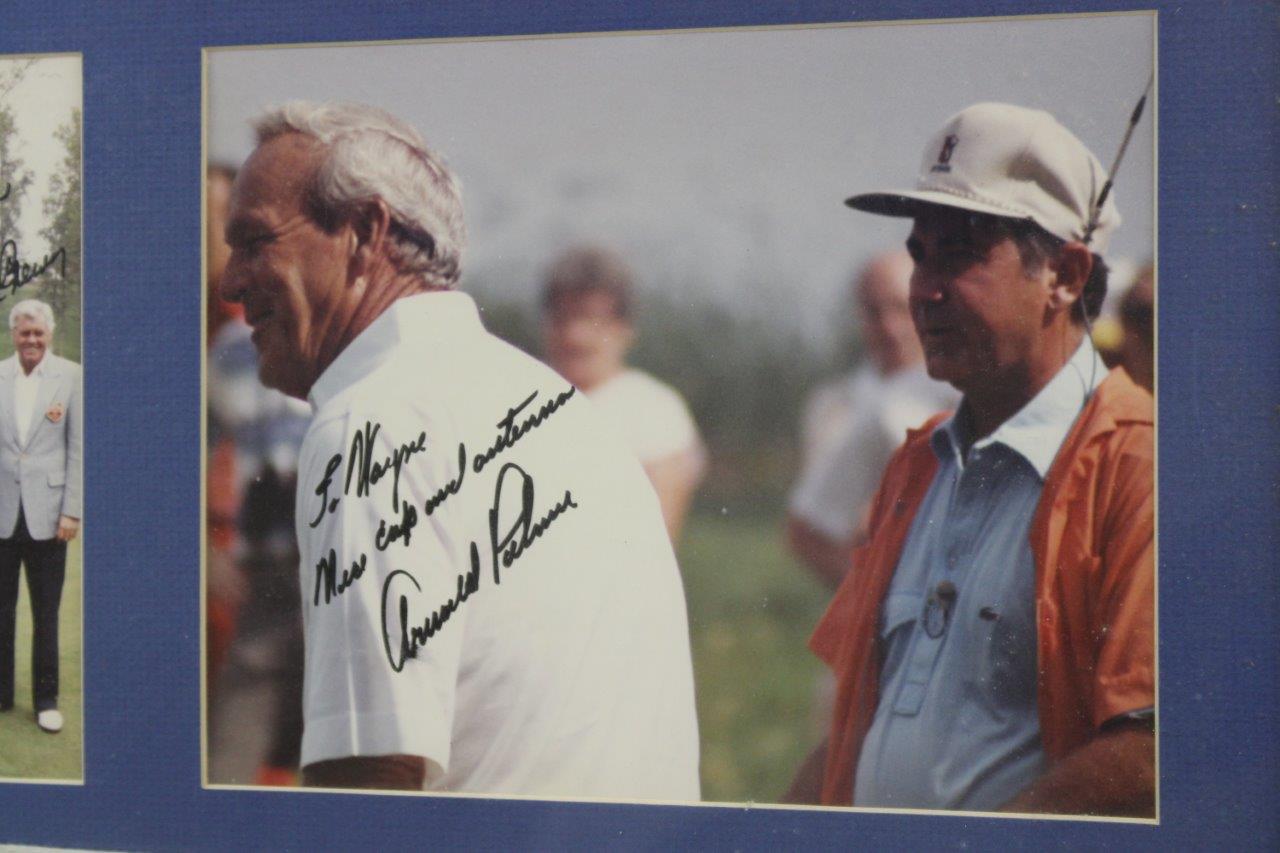 To Wayne
Nice cap and antenna
Arnold Palmer